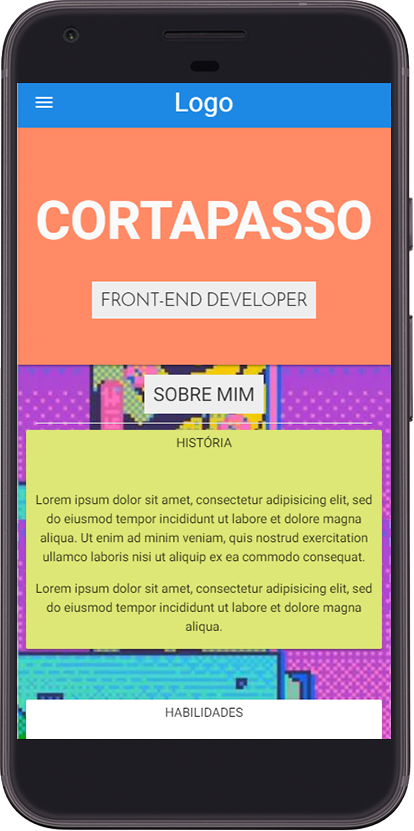 Logo
CORTAPASSO
FRONT-END DEVELOPER
SOBRE MIM
HISTÓRIA
Lorem ipsum dolor sit amet, consectetur adipisicing elit, sed
do eiusmod tempor incididunt ut labore et dolore magna
aliqua. Ut enim ad minim veniam, quis nostrud exercitation
ullamco laboris nisi ut aliquip ex ea commodo consequat.
Lorem ipsum dolor sit amet, consectetur adipisicing elit, sed
do eiusmod tempor incididunt ut labore et dolore magna
aliqua.
HABILIDADES